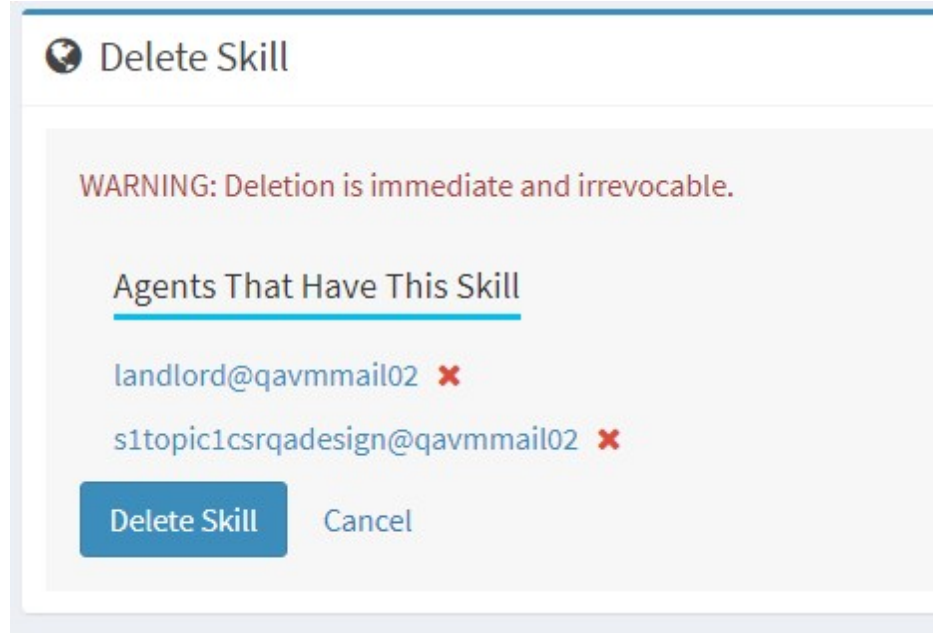 Delete Skill
WARNING: Deletion is immediate and irrevocable.
Agents That Have This Skill
landlord@qavmmail02
s1topic1csrqadesign@qavmmail02
Delete Skill Cancel